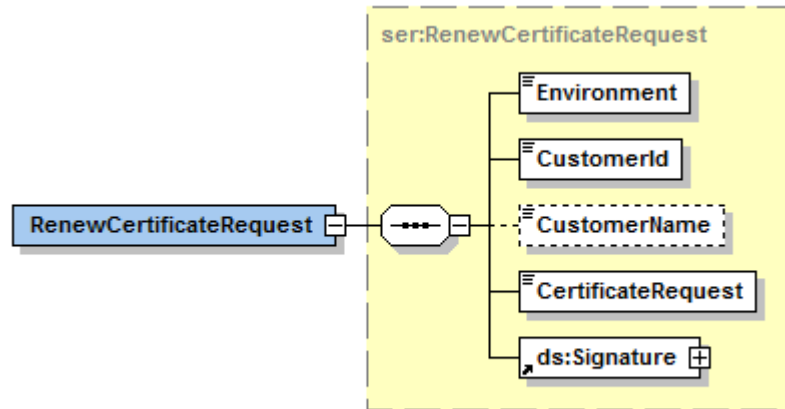 ser:RenewCertificateRequest
Environment
CustomerId
RenewCertificateRequest
CustomerName
CertificateRequest
ds:Signature